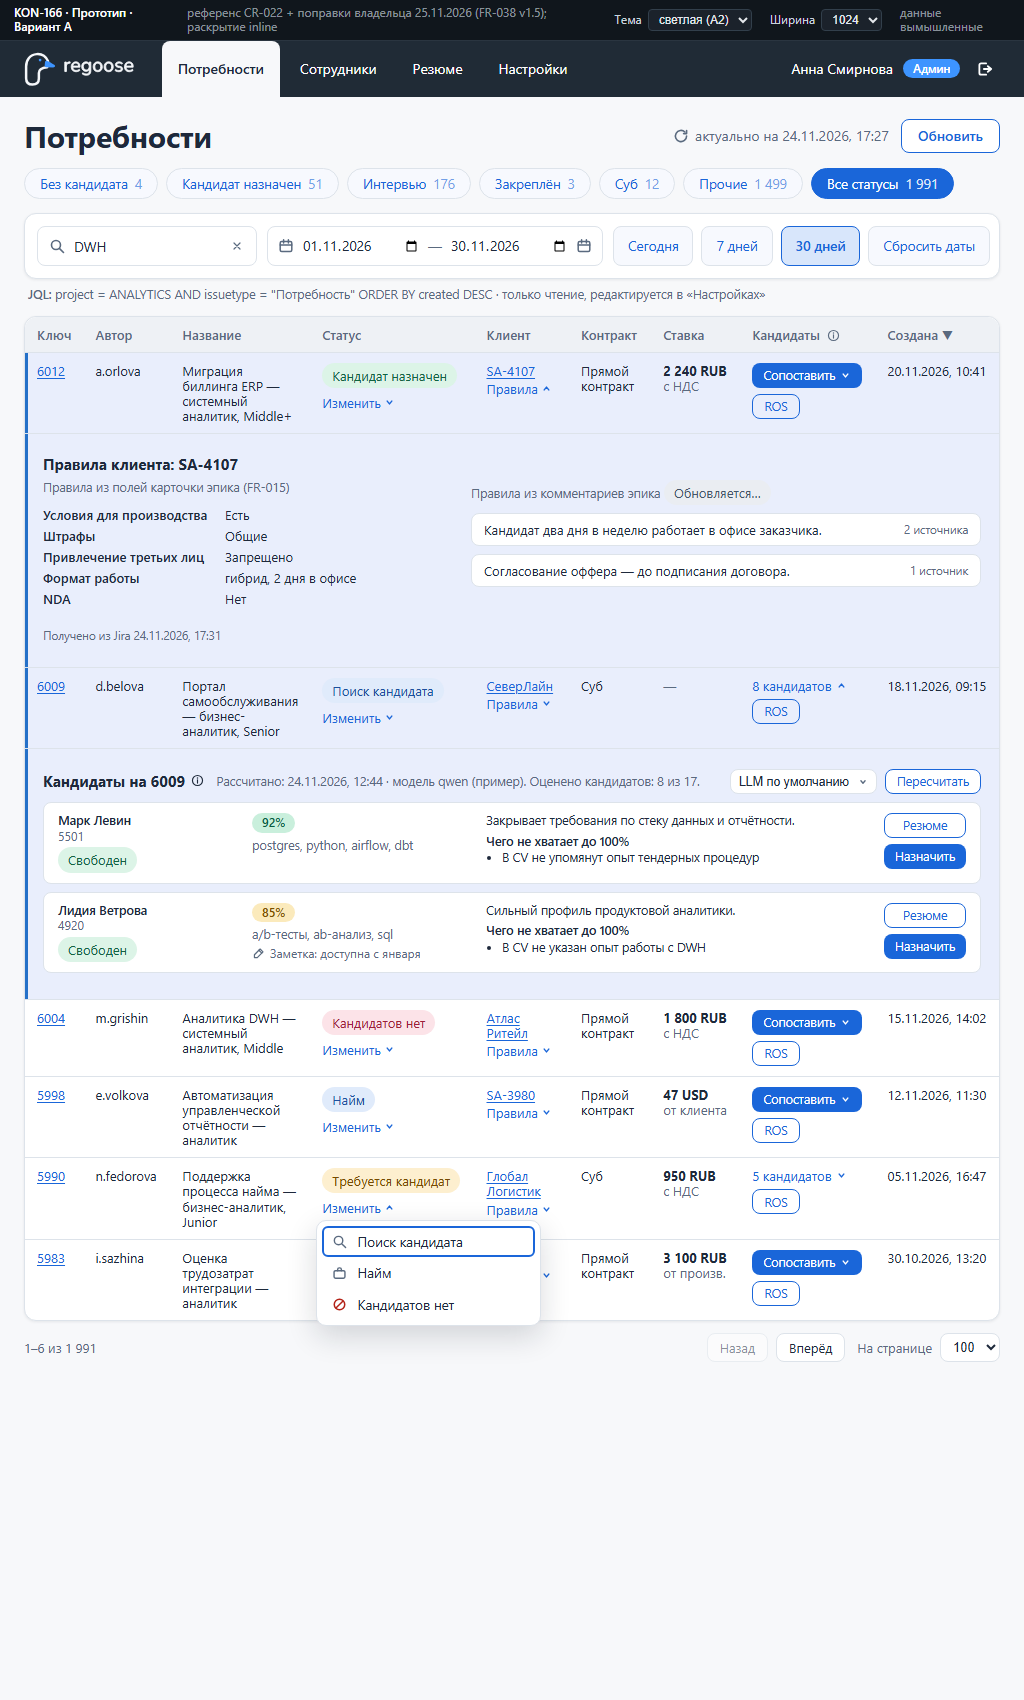 KON-166 · Прототип · Вариант A
референс CR-022 + поправки владельца 25.11.2026 (FR-038 v1.5); раскрытие inline
Тема светлая (A2) Ширина 1024 данные вымышленные
regoose Потребности Сотрудники Резюме Настройки Анна Смирнова Админ
Потребности
актуально на 24.11.2026, 17:27 Обновить
Без кандидата 4 Кандидат назначен 51 Интервью 176 Закреплён 3 Суб 12 Прочие 1 499 Все статусы 1 991
DWH 01.11.2026 — 30.11.2026 Сегодня 7 дней 30 дней Сбросить даты
JQL: project = ANALYTICS AND issuetype = "Потребность" ORDER BY created DESC · только чтение, редактируется в «Настройках»
Ключ Автор Название Статус Клиент Контракт Ставка Кандидаты Создана ▼
6012 a.orlova Миграция биллинга ERP — системный аналитик, Middle+ Кандидат назначен Изменить SA-4107 Правила Прямой контракт 2 240 RUB с НДС Сопоставить ROS 20.11.2026, 10:41
Правила клиента: SA-4107
Правила из полей карточки эпика (FR-015)
Условия для производства Есть
Штрафы Общие
Привлечение третьих лиц Запрещено
Формат работы гибрид, 2 дня в офисе
NDA Нет
Получено из Jira 24.11.2026, 17:31
Правила из комментариев эпика Обновляется…
Кандидат два дня в неделю работает в офисе заказчика. 2 источника
Согласование оффера — до подписания договора. 1 источник
6009 d.belova Портал самообслуживания — бизнес-аналитик, Senior Поиск кандидата Изменить СеверЛайн Правила Суб — 8 кандидатов ROS 18.11.2026, 09:15
Кандидаты на 6009 Рассчитано: 24.11.2026, 12:44 · модель qwen (пример). Оценено кандидатов: 8 из 17. LLM по умолчанию Пересчитать
Марк Левин
5501
Свободен
92%
postgres, python, airflow, dbt
Закрывает требования по стеку данных и отчётности.
Чего не хватает до 100%
• В CV не упомянут опыт тендерных процедур
Резюме
Назначить
Лидия Ветрова
4920
Свободен
85%
a/b-тесты, ab-анализ, sql
Заметка: доступна с января
Сильный профиль продуктовой аналитики.
Чего не хватает до 100%
• В CV не указан опыт работы с DWH
Резюме
Назначить
6004 m.grishin Аналитика DWH — системный аналитик, Middle Кандидатов нет Изменить Атлас Ритейл Правила Прямой контракт 1 800 RUB с НДС Сопоставить ROS 15.11.2026, 14:02
5998 e.volkova Автоматизация управленческой отчётности — аналитик Найм Изменить SA-3980 Правила Прямой контракт 47 USD от клиента Сопоставить ROS 12.11.2026, 11:30
5990 n.fedorova Поддержка процесса найма — бизнес-аналитик, Junior Требуется кандидат Изменить Глобал Логистик Правила Суб 950 RUB с НДС 5 кандидатов ROS 05.11.2026, 16:47
Поиск кандидата
Найм
Кандидатов нет
5983 i.sazhina Оценка трудозатрат интеграции — аналитик Прямой контракт 3 100 RUB от произв. Сопоставить ROS 30.10.2026, 13:20
1–6 из 1 991 Назад Вперёд На странице 100